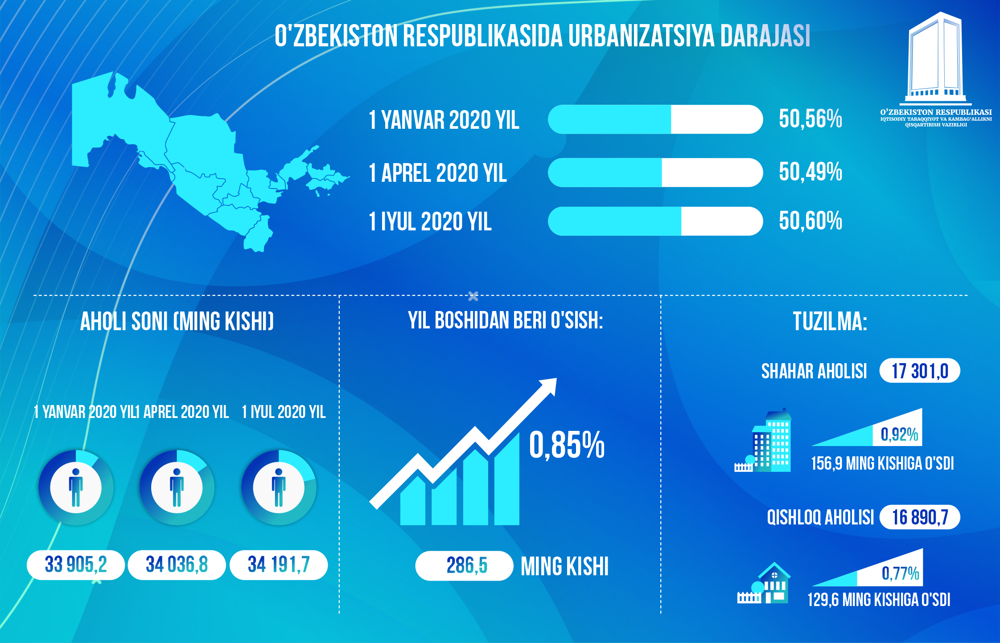 O'ZBEKISTON RESPUBLIKASIDA URBANIZATSIYA DARAJASI
O'ZBEKISTON RESPUBLIKASI
IQTISODIY TARAQQIYOT VA KAMBAG'ALLIKNI
QISQARTIRISH VAZIRLIGI
1 YANVAR 2020 YIL 50,56%
1 APREL 2020 YIL 50,49%
1 IYUL 2020 YIL 50,60%
AHOLI SONI (MING KISHI)
1 YANVAR 2020 YIL 1 APREL 2020 YIL 1 IYUL 2020 YIL
33 905,2 34 036,8 34 191,7
YIL BOSHIDAN BERI O'SISH:
0,85%
286,5 MING KISHI
TUZILMA:
SHAHAR AHOLISI 17 301,0
0,92%
156,9 MING KISHIGA O'SDI
QISHLOQ AHOLISI 16 890,7
0,77%
129,6 MING KISHIGA O'SDI